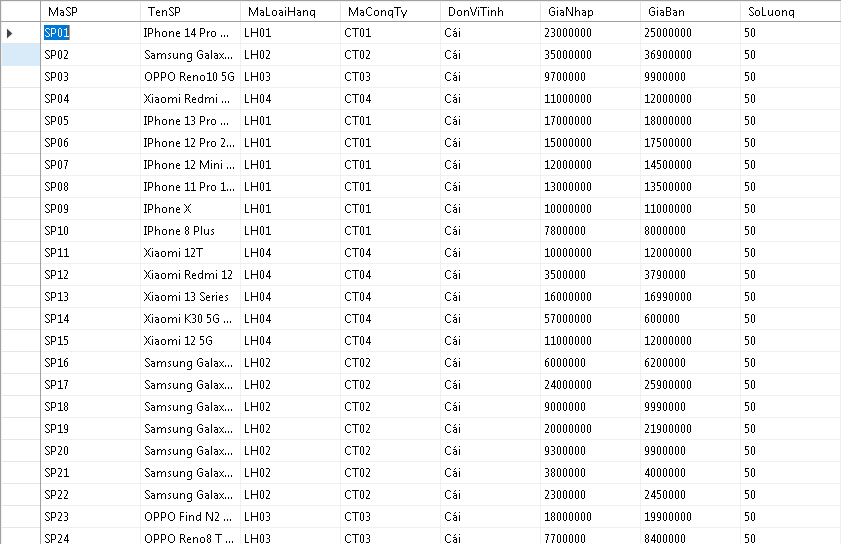 MaSP TenSP MaLoaiHang MaCongTy DonViTinh GiaNhap GiaBan SoLuong
SP01 IPhone 14 Pro ... LH01 CT01 Cái 23000000 25000000 50
SP02 Samsung Galax... LH02 CT02 Cái 35000000 36900000 50
SP03 OPPO Reno10 5G LH03 CT03 Cái 9700000 9900000 50
SP04 Xiaomi Redmi ... LH04 CT04 Cái 11000000 12000000 50
SP05 IPhone 13 Pro ... LH01 CT01 Cái 17000000 18000000 50
SP06 IPhone 12 Pro 2... LH01 CT01 Cái 15000000 17500000 50
SP07 IPhone 12 Mini ... LH01 CT01 Cái 12000000 14500000 50
SP08 IPhone 11 Pro 1... LH01 CT01 Cái 13000000 13500000 50
SP09 IPhone X LH01 CT01 Cái 10000000 11000000 50
SP10 IPhone 8 Plus LH01 CT01 Cái 7800000 8000000 50
SP11 Xiaomi 12T LH04 CT04 Cái 10000000 12000000 50
SP12 Xiaomi Redmi 12 LH04 CT04 Cái 3500000 3790000 50
SP13 Xiaomi 13 Series LH04 CT04 Cái 16000000 16990000 50
SP14 Xiaomi K30 5G ... LH04 CT04 Cái 57000000 600000 50
SP15 Xiaomi 12 5G LH04 CT04 Cái 11000000 12000000 50
SP16 Samsung Galax... LH02 CT02 Cái 6000000 6200000 50
SP17 Samsung Galax... LH02 CT02 Cái 24000000 25900000 50
SP18 Samsung Galax... LH02 CT02 Cái 9000000 9990000 50
SP19 Samsung Galax... LH02 CT02 Cái 20000000 21900000 50
SP20 Samsung Galax... LH02 CT02 Cái 9300000 9900000 50
SP21 Samsung Galax... LH02 CT02 Cái 3800000 4000000 50
SP22 Samsung Galax... LH02 CT02 Cái 2300000 2450000 50
SP23 OPPO Find N2 ... LH03 CT03 Cái 18000000 19900000 50
SP24 OPPO Reno8 T ... LH03 CT03 Cái 7700000 8400000 50